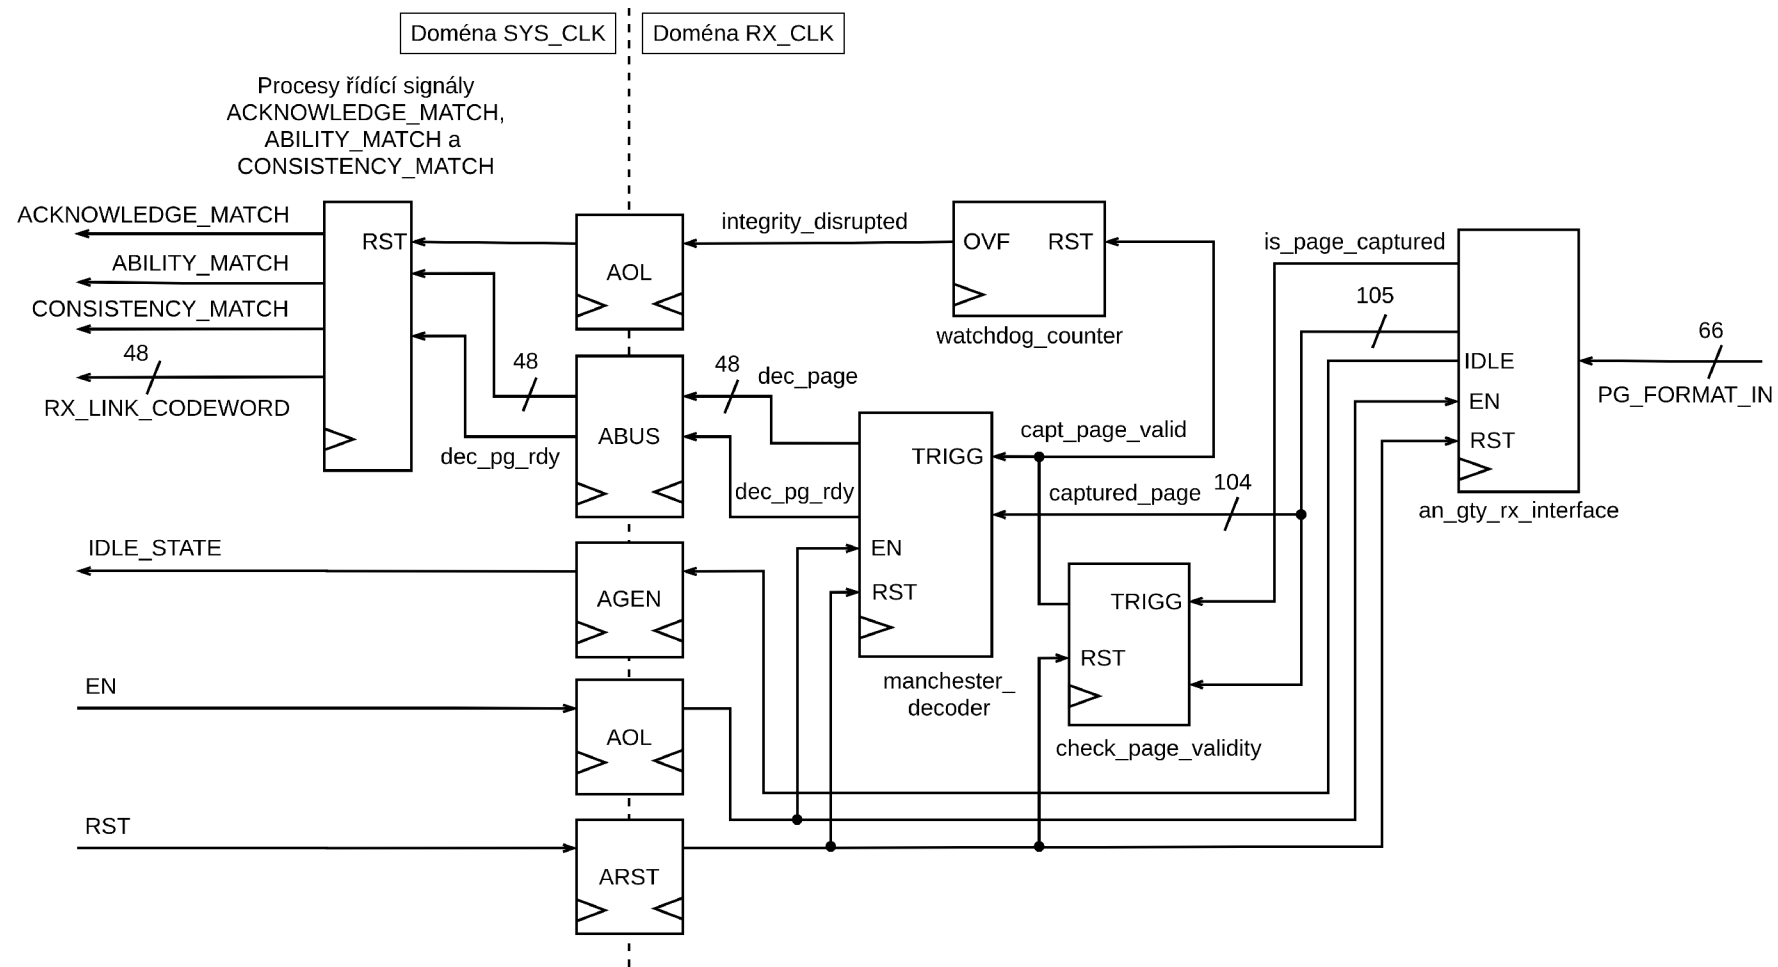 Doména SYS_CLK
Doména RX_CLK
Procesy řídící signály
ACKNOWLEDGE_MATCH,
ABILITY_MATCH a
CONSISTENCY_MATCH
ACKNOWLEDGE_MATCH
ABILITY_MATCH
CONSISTENCY_MATCH
48
RX_LINK_CODEWORD
RST
AOL
integrity_disrupted
OVF
RST
watchdog_counter
is_page_captured
105
66
IDLE
EN
RST
PG_FORMAT_IN
an_gty_rx_interface
48
48
dec_page
ABUS
dec_pg_rdy
dec_pg_rdy
TRIGG
EN
RST
manchester_
decoder
capt_page_valid
captured_page
104
TRIGG
RST
check_page_validity
IDLE_STATE
AGEN
EN
AOL
RST
ARST